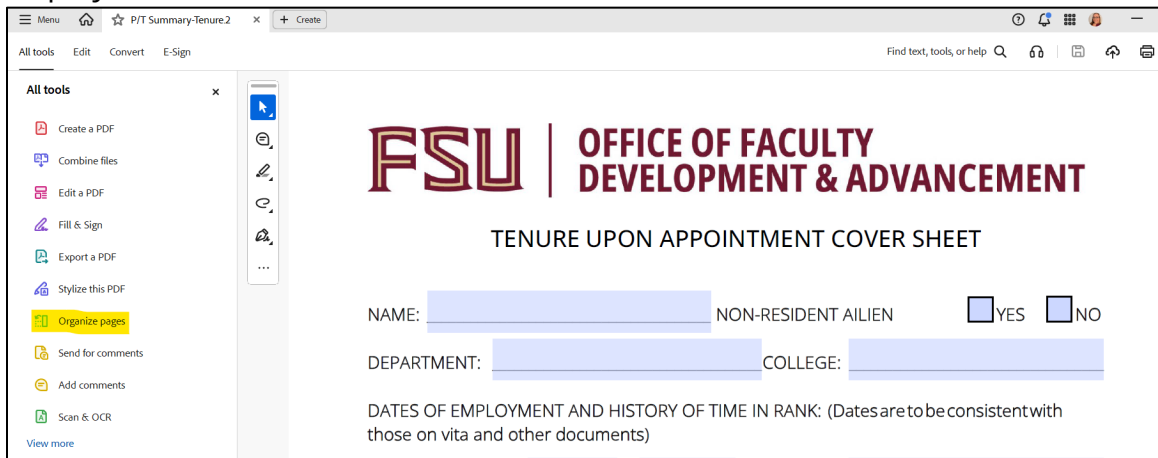 Menu P/T Summary-Tenure.2 × + Create
All tools Edit Convert E-Sign Find text, tools, or help
All tools ×
Create a PDF
Combine files
Edit a PDF
Fill & Sign
Export a PDF
Stylize this PDF
Organize pages
Send for comments
Add comments
Scan & OCR
View more
FSU OFFICE OF FACULTY
DEVELOPMENT & ADVANCEMENT
TENURE UPON APPOINTMENT COVER SHEET
NAME: NON-RESIDENT AILIEN YES NO
DEPARTMENT: COLLEGE:
DATES OF EMPLOYMENT AND HISTORY OF TIME IN RANK: (Dates are to be consistent with
those on vita and other documents)